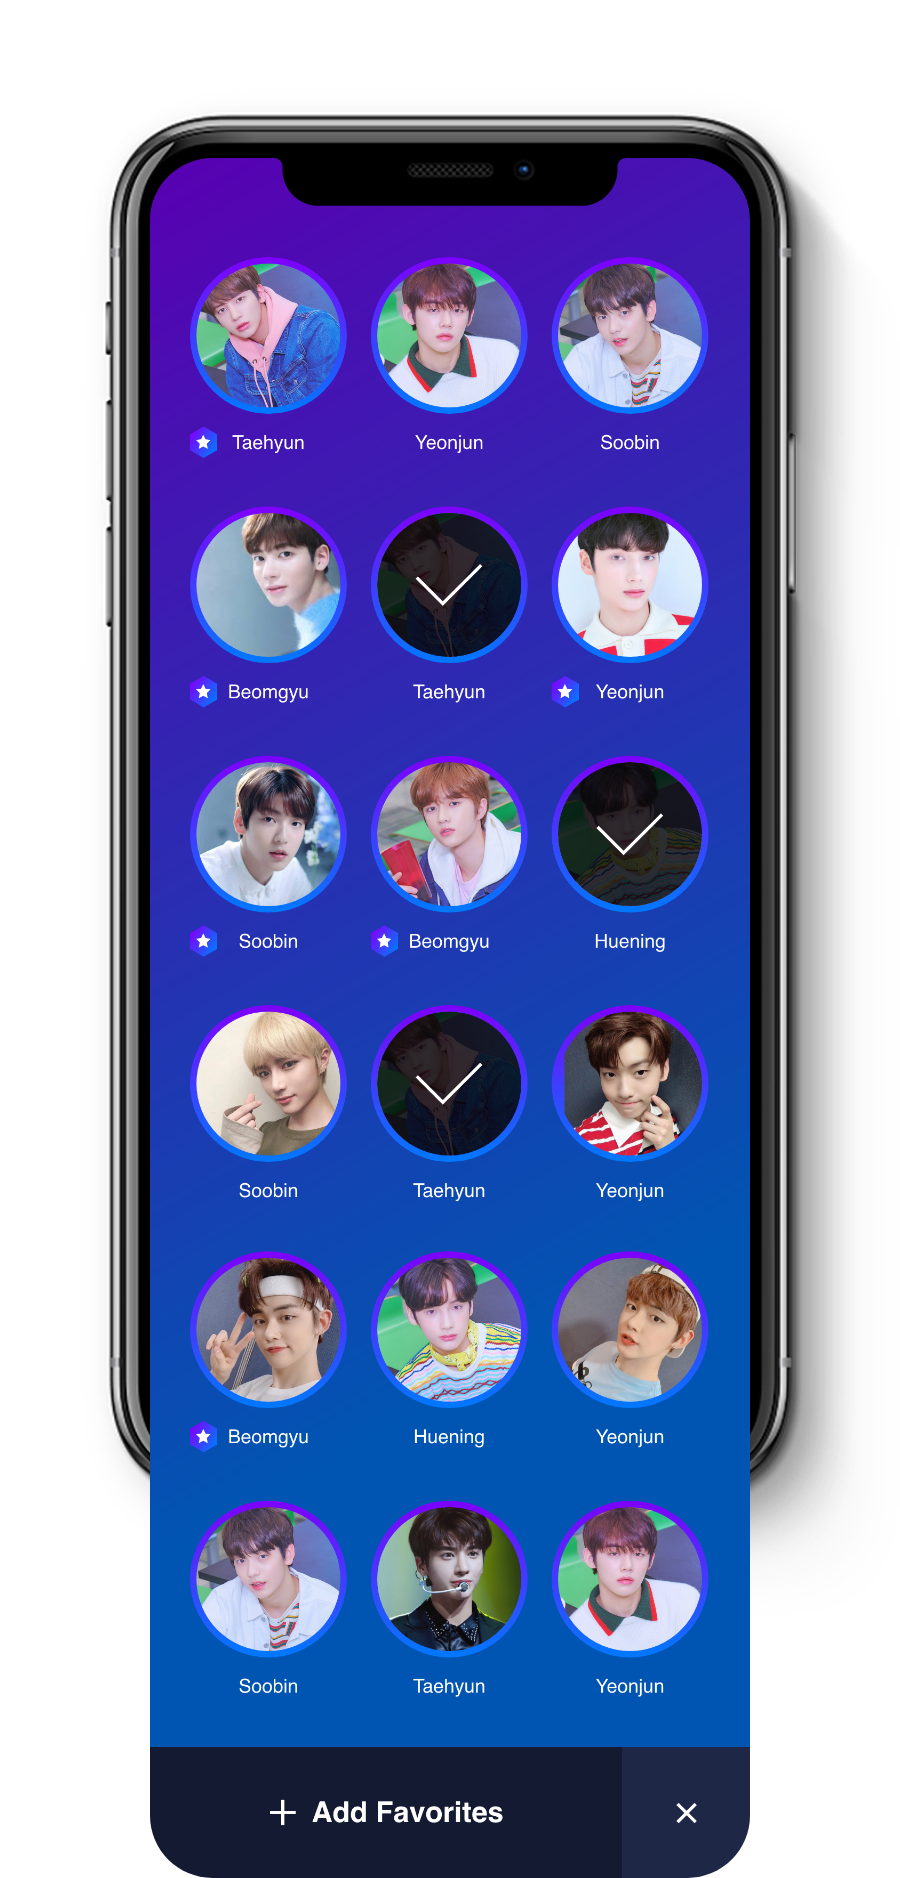 Taehyun Yeonjun Soobin
Beomgyu Taehyun Yeonjun
Soobin Beomgyu Huening
Soobin Taehyun Yeonjun
Beomgyu Huening Yeonjun
Soobin Taehyun Yeonjun
Add Favorites